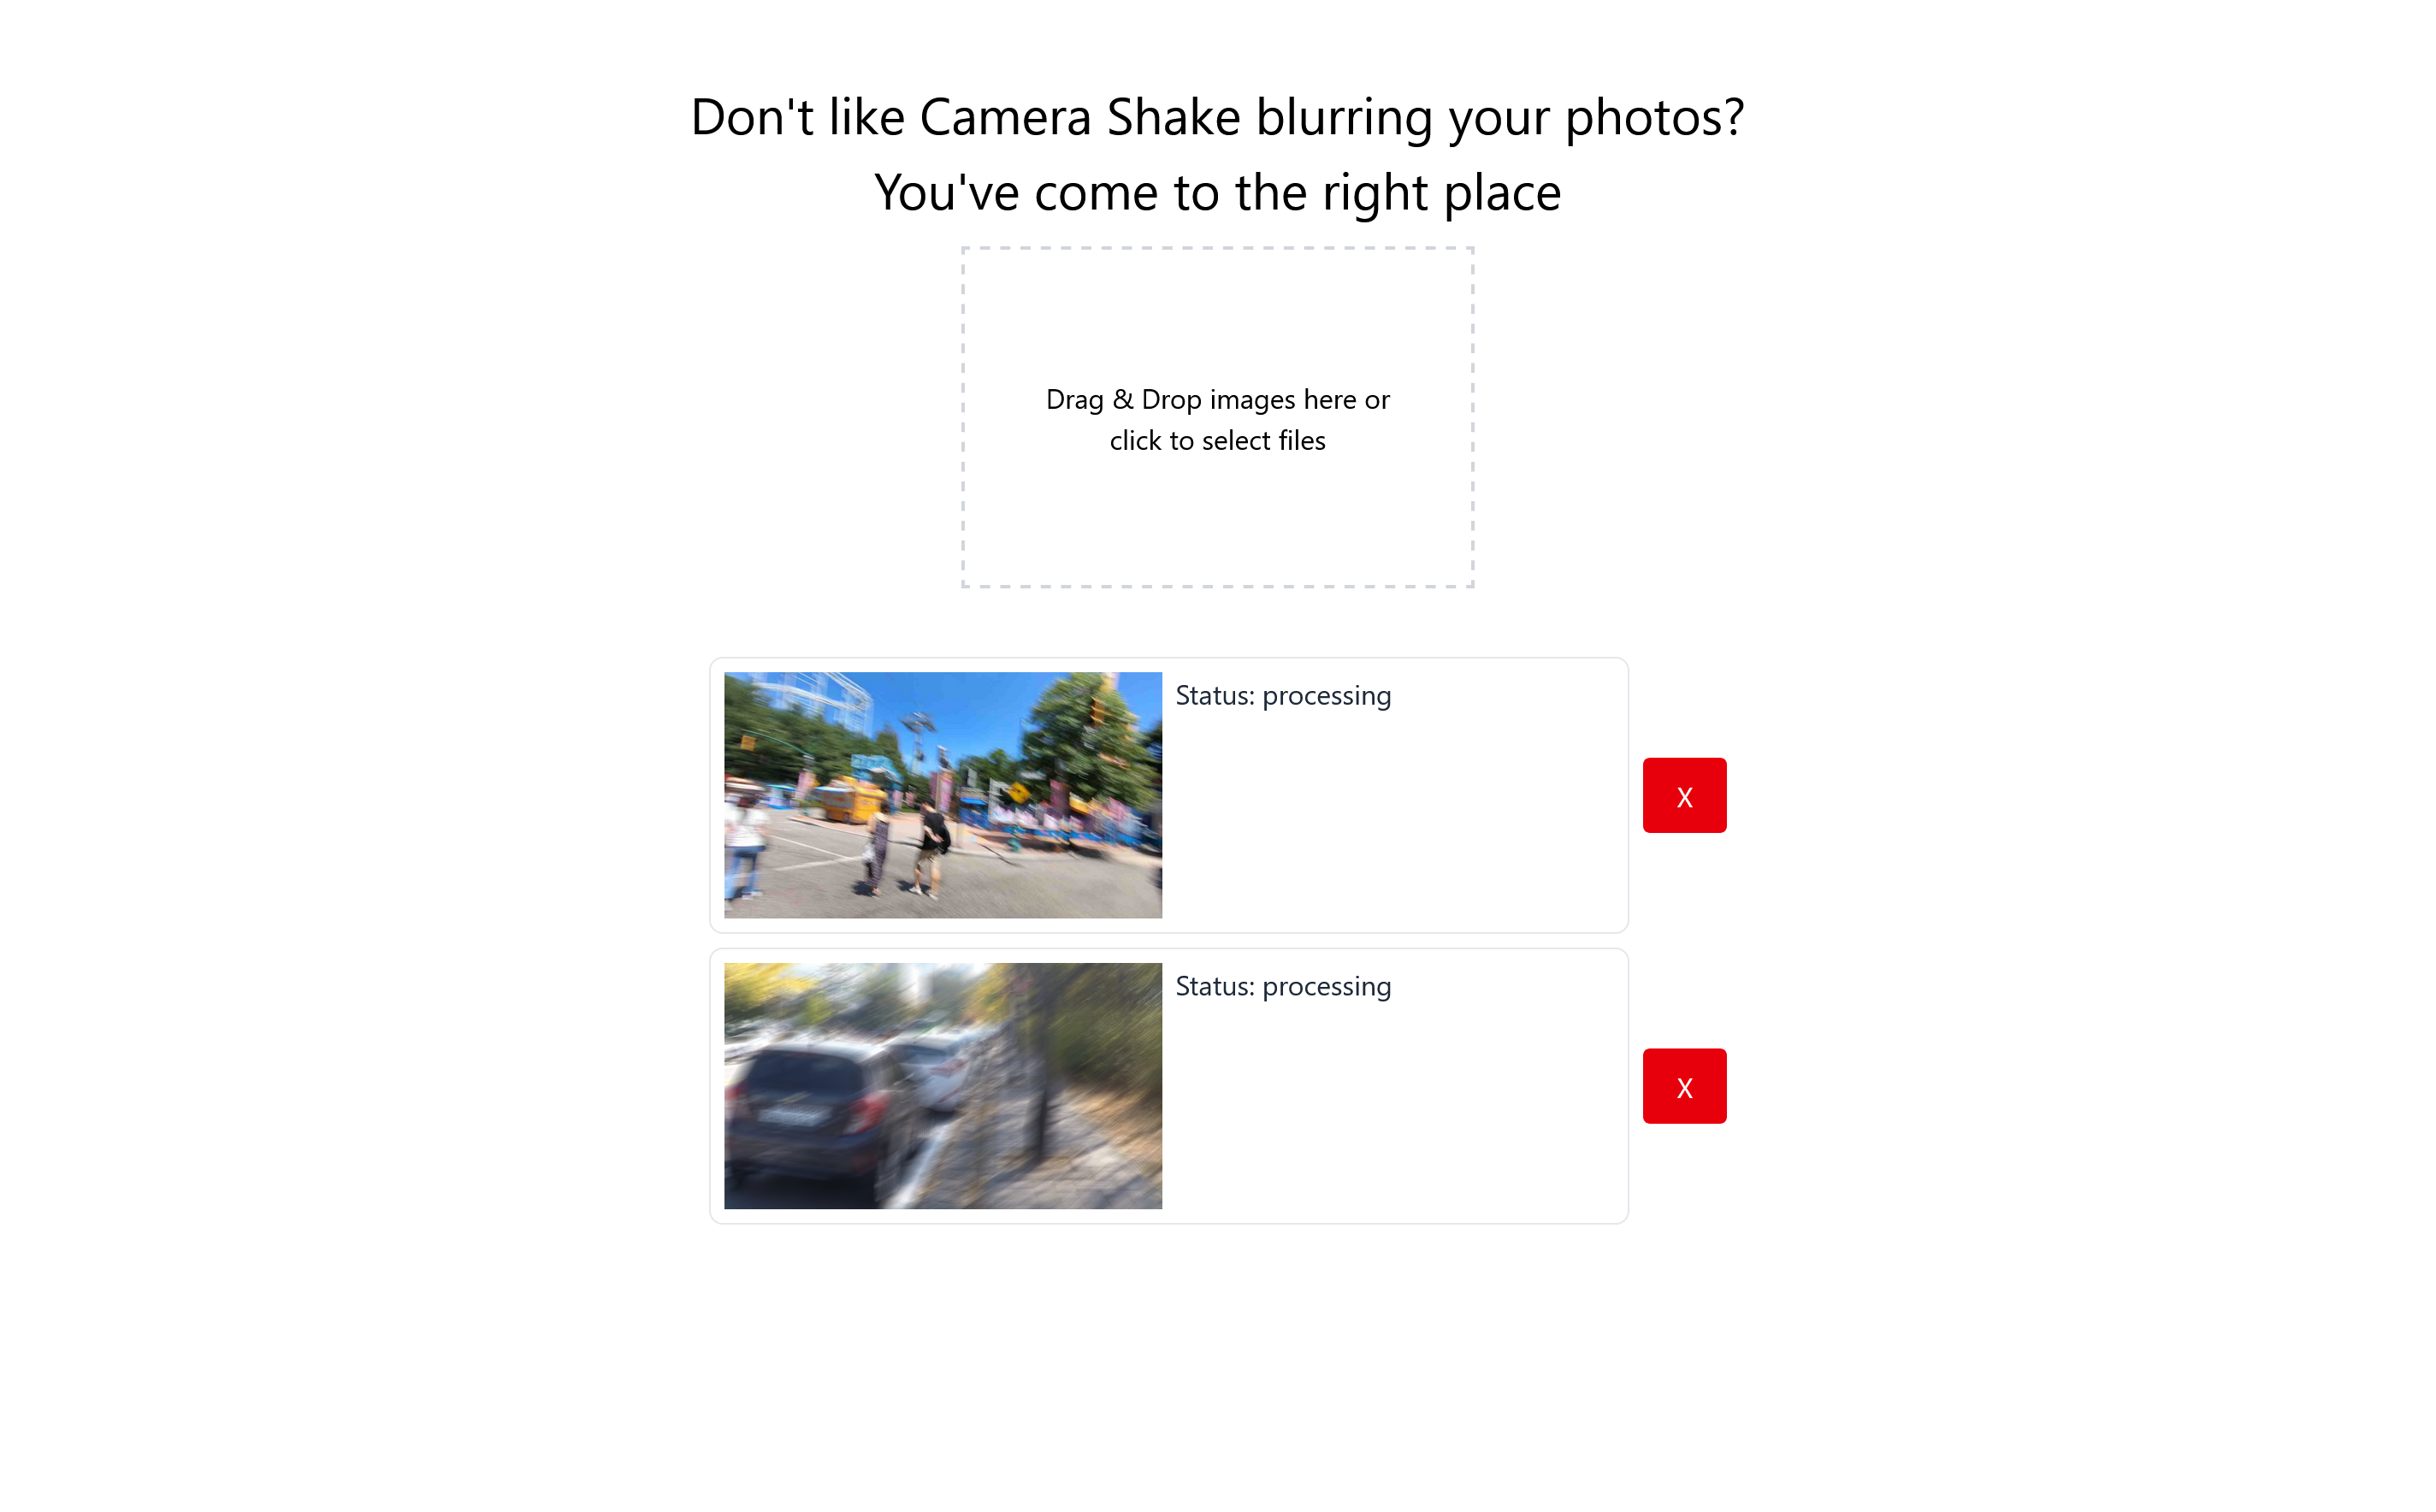 Don't like Camera Shake blurring your photos?
You've come to the right place
Drag & Drop images here or
click to select files
Status: processing
X
Status: processing
X